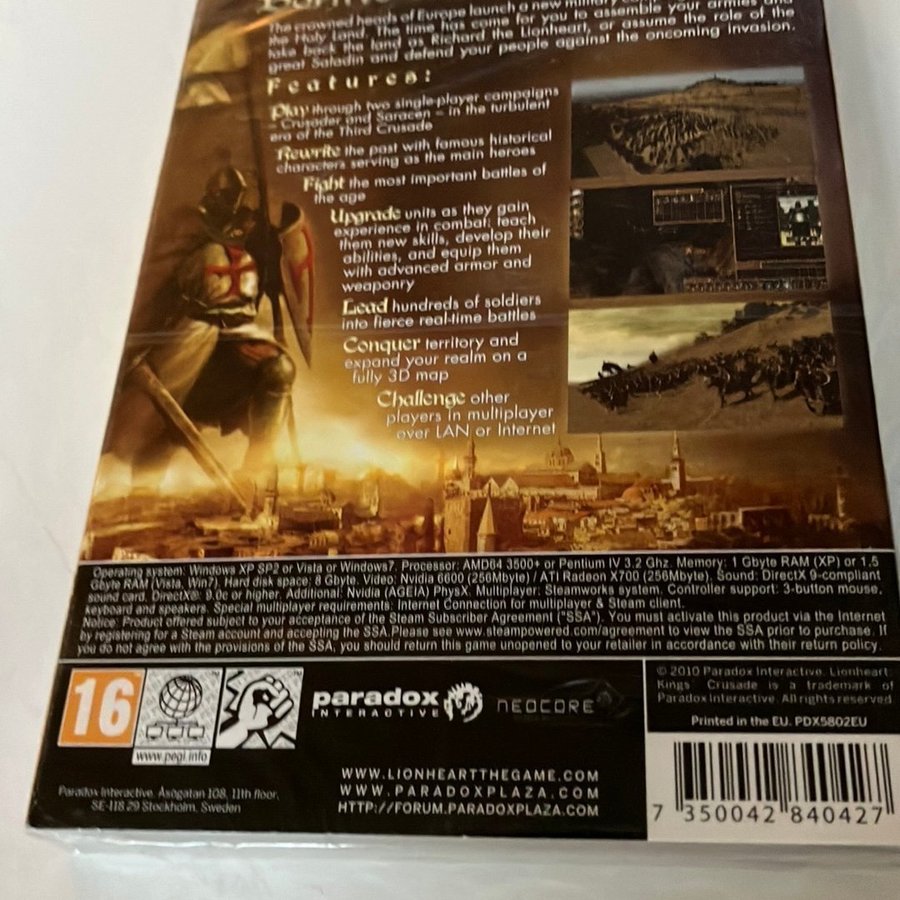 The crowned heads of Europe launch a new military
the Holy Land. The time has come for you to assemble your armies and
take back the land as Richard the Lionheart, or assume the role of the
great Saladin and defend your people against the oncoming invasion.
Features:
Play through two single-player campaigns
- Crusader and Saracen - in the turbulent
era of the Third Crusade
Rewrite the past with famous historical
characters serving as the main heroes
Fight the most important battles of
the age
Upgrade units as they gain
experience in combat: teach
them new skills, develop their
abilities, and equip them
with advanced armor and
weaponry
Lead hundreds of soldiers
into fierce real-time battles
Conquer territory and
expand your realm on a
fully 3D map
Challenge other
players in multiplayer
over LAN or Internet
Operating system: Windows XP SP2 or Vista or Windows7. Processor: AMD64 3500+ or Pentium IV 3.2 Ghz. Memory: 1 Gbyte RAM (XP) or 1.5
Gbyte RAM (Vista, Win7). Hard disk space: 8 Gbyte. Video: Nvidia 6600 (256Mbyte) / ATI Radeon X700 (256Mbyte). Sound: DirectX 9-compliant
sound card. DirectX®: 9.0c or higher. Additional: Nvidia (AGEIA) PhysX. Multiplayer: Steamworks system, Controller support: 3-button mouse,
keyboard and speakers. Special multiplayer requirements: Internet Connection for multiplayer & Steam client.
Notice: Product offered subject to your acceptance of the Steam Subscriber Agreement ("SSA"). You must activate this product via the Internet
by registering for a Steam account and accepting the SSA.Please see www.steampowered.com/agreement to view the SSA prior to purchase. If
you do not agree with the provisions of the SSA, you should return this game unopened to your retailer in accordance with their return policy.
16
www.pegi.info
paradox
INTERACTIVE
NEOCORE
© 2010 Paradox Interactive. Lionheart:
Kings' Crusade is a trademark of
Paradox Interactive. All rights reserved.
Printed in the EU. PDX5802EU
Paradox Interactive, Åsögatan 108, 11th floor,
SE-118 29 Stockholm, Sweden
WWW.LIONHEARTTHEGAME.COM
WWW.PARADOXPLAZA.COM
HTTP://FORUM.PARADOXPLAZA.COM
7 350042 840427